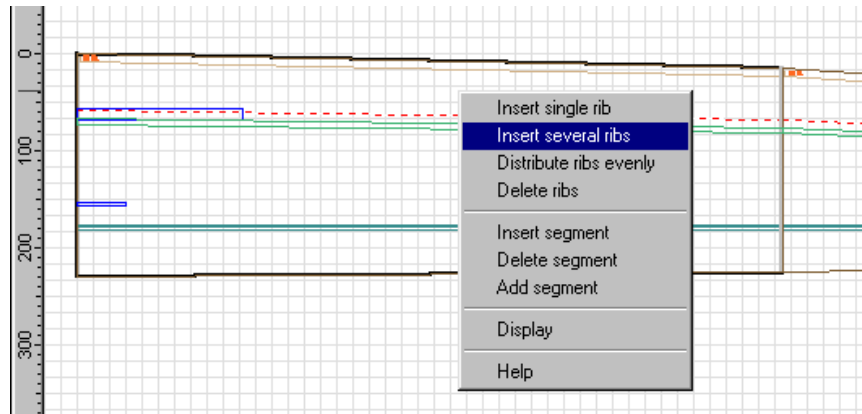 0
100
200
300
Insert single rib
Insert several ribs
Distribute ribs evenly
Delete ribs
Insert segment
Delete segment
Add segment
Display
Help